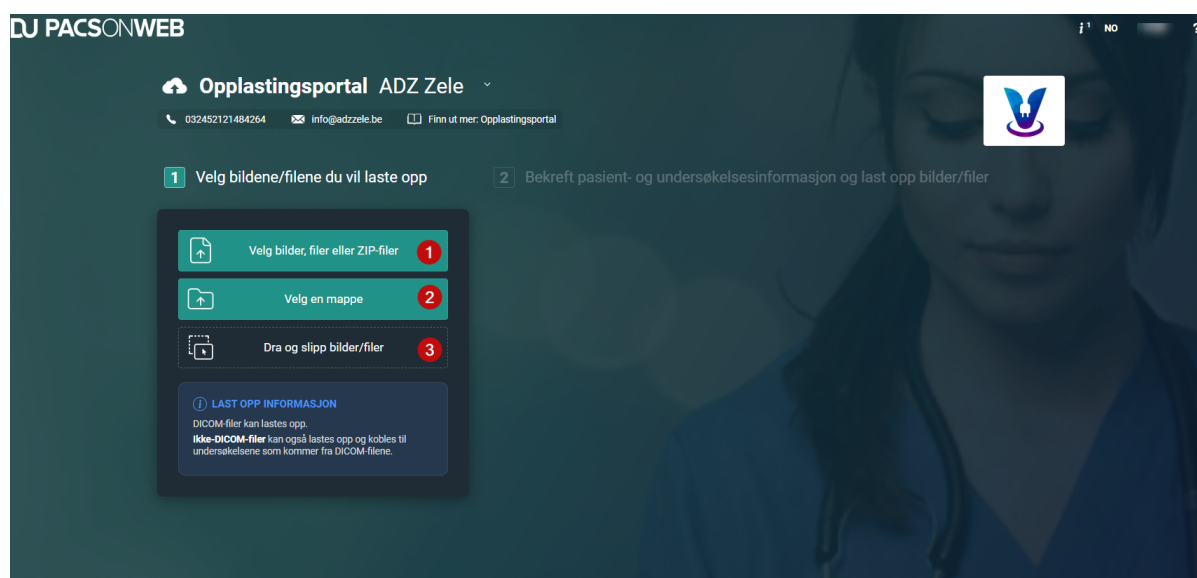 DU PACSONWEB
i 1 NO ?
Opplastingsportal ADZ Zele
032452121484264 info@adzzele.be Finn ut mer: Opplastingsportal
1 Velg bildene/filene du vil laste opp
2 Bekreft pasient- og undersøkelsesinformasjon og last opp bilder/filer
Velg bilder, filer eller ZIP-filer 1
Velg en mappe 2
Dra og slipp bilder/filer 3
i LAST OPP INFORMASJON
DICOM-filer kan lastes opp.
Ikke-DICOM-filer kan også lastes opp og kobles til
undersøkelsene som kommer fra DICOM-filene.